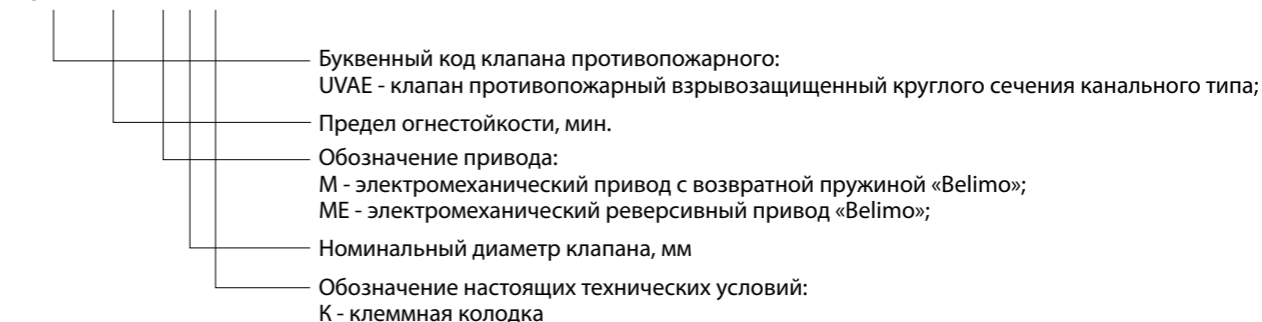 Буквенный код клапана противопожарного:
UVAE - клапан противопожарный взрывозащищенный круглого сечения канального типа;
Предел огнестойкости, мин.
Обозначение привода:
М - электромеханический привод с возвратной пружиной «Belimo»;
МЕ - электромеханический реверсивный привод «Belimo»;
Номинальный диаметр клапана, мм
Обозначение настоящих технических условий:
К - клеммная колодка